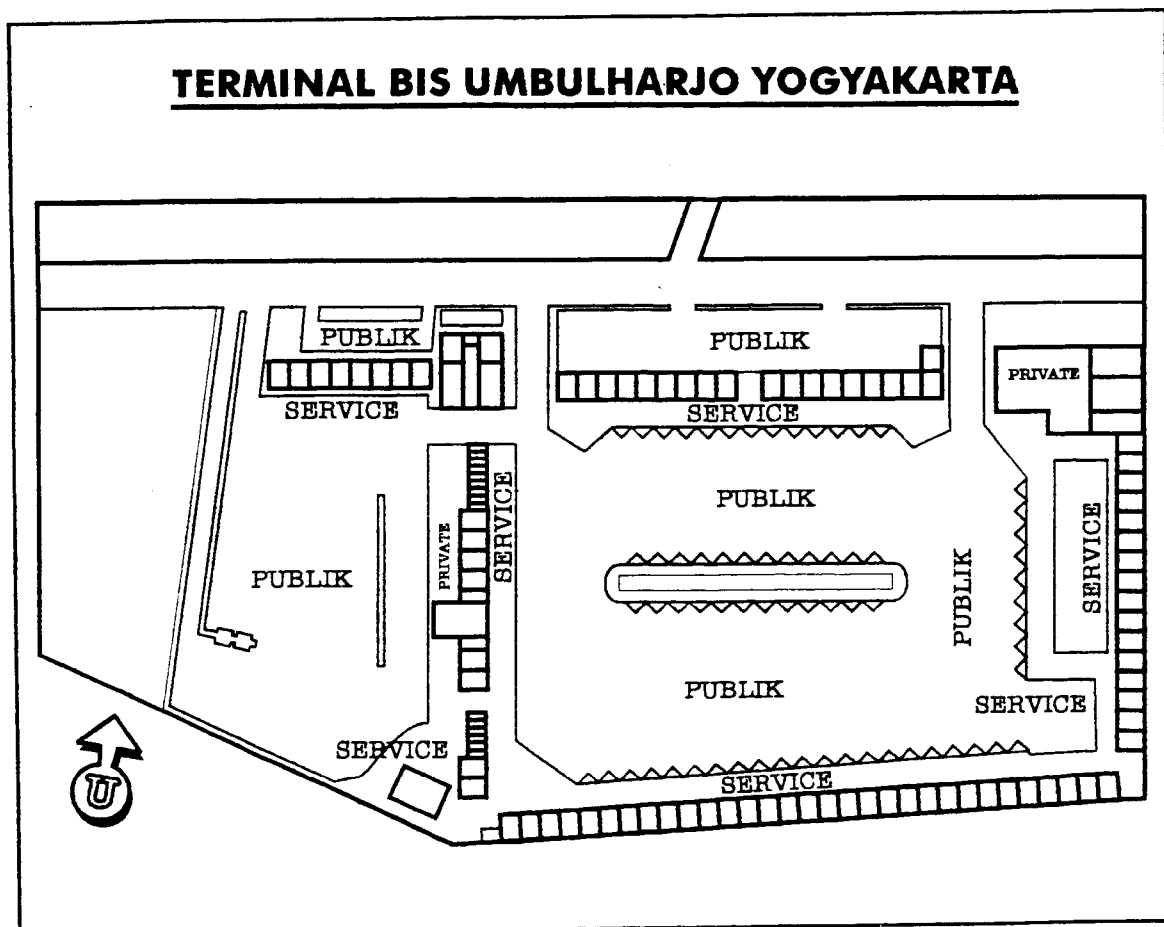 TERMINAL BIS UMBULHARJO YOGYAKARTA
PUBLIK
PUBLIK
PRIVATE
SERVICE
SERVICE
PUBLIK
SERVICE
PRIVATE
PUBLIK
PUBLIK
SERVICE
PUBLIK
SERVICE
SERVICE
SERVICE
U